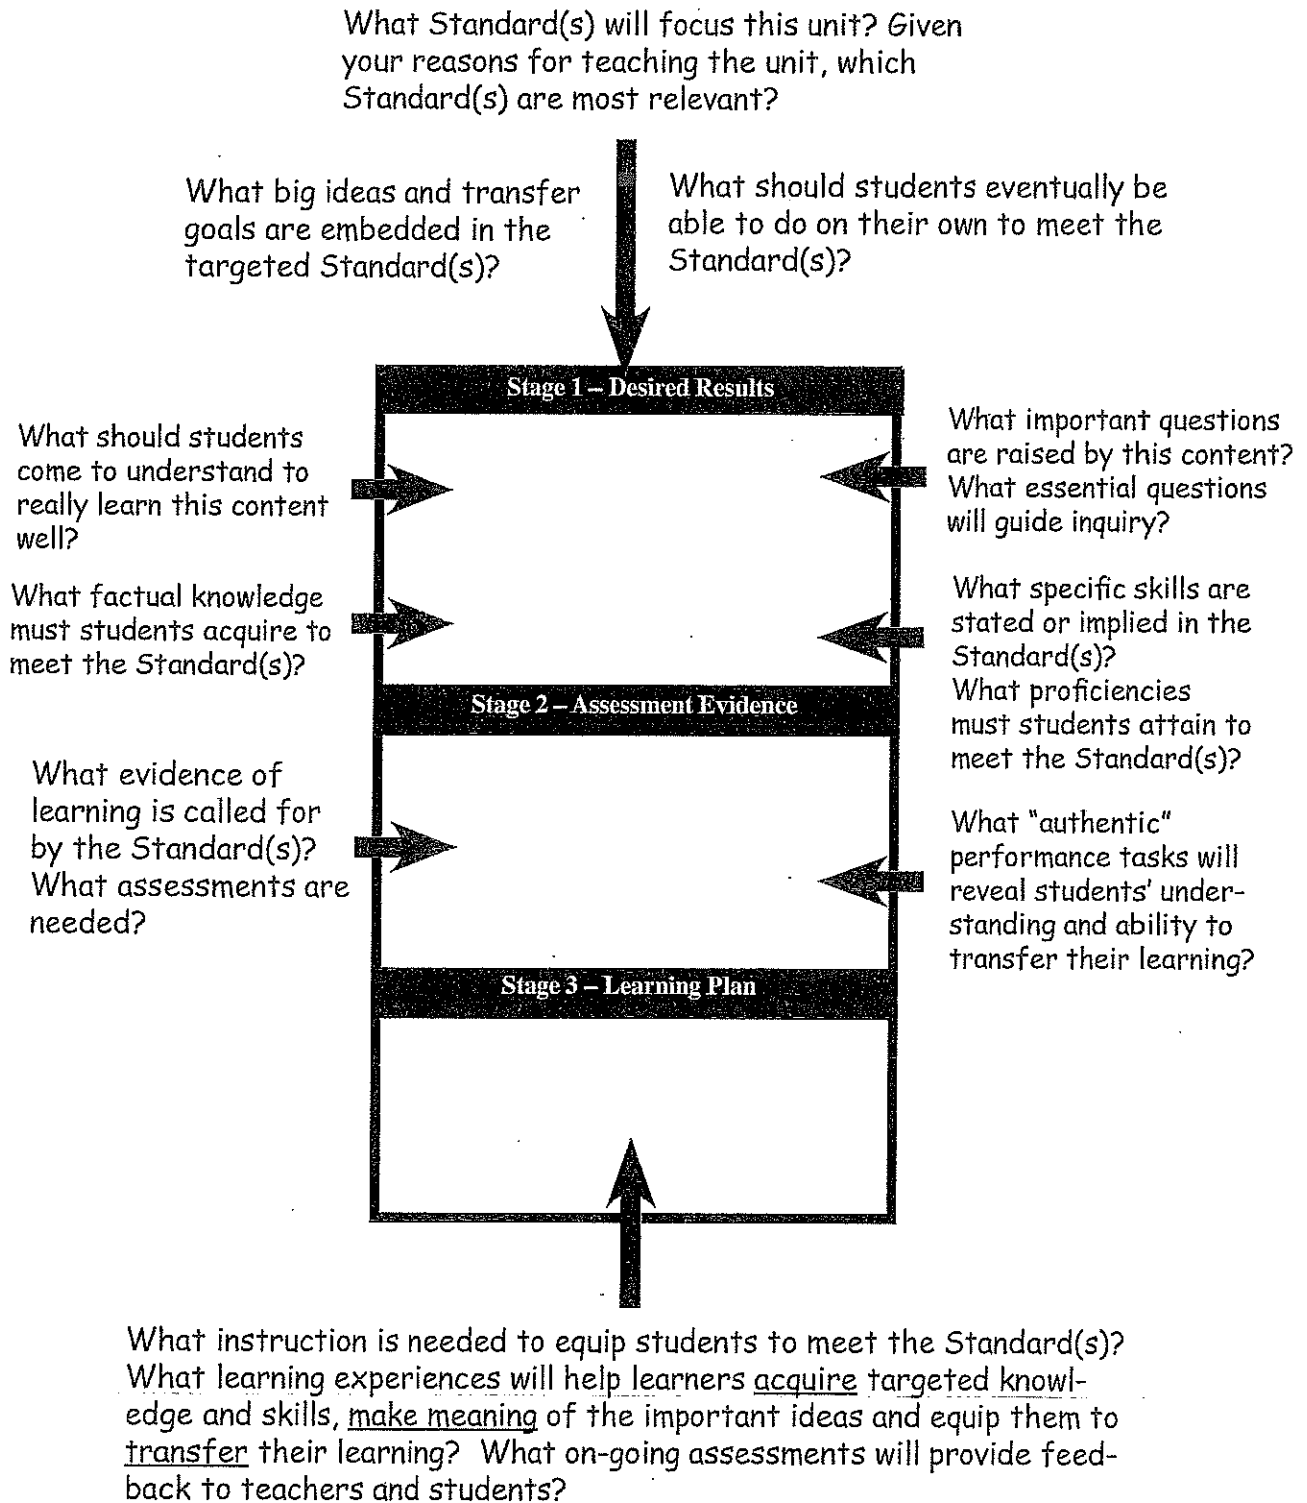 What Standard(s) will focus this unit? Given
your reasons for teaching the unit, which
Standard(s) are most relevant?
What big ideas and transfer
goals are embedded in the
targeted Standard(s)?
What should students eventually be
able to do on their own to meet the
Standard(s)?
Stage 1 – Desired Results
What should students
come to understand to
really learn this content
well?
What important questions
are raised by this content?
What essential questions
will guide inquiry?
What factual knowledge
must students acquire to
meet the Standard(s)?
What specific skills are
stated or implied in the
Standard(s)?
What proficiencies
must students attain to
meet the Standard(s)?
Stage 2 – Assessment Evidence
What evidence of
learning is called for
by the Standard(s)?
What assessments are
needed?
What "authentic"
performance tasks will
reveal students' under-
standing and ability to
transfer their learning?
Stage 3 – Learning Plan
What instruction is needed to equip students to meet the Standard(s)?
What learning experiences will help learners acquire targeted knowl-
edge and skills, make meaning of the important ideas and equip them to
transfer their learning? What on-going assessments will provide feed-
back to teachers and students?